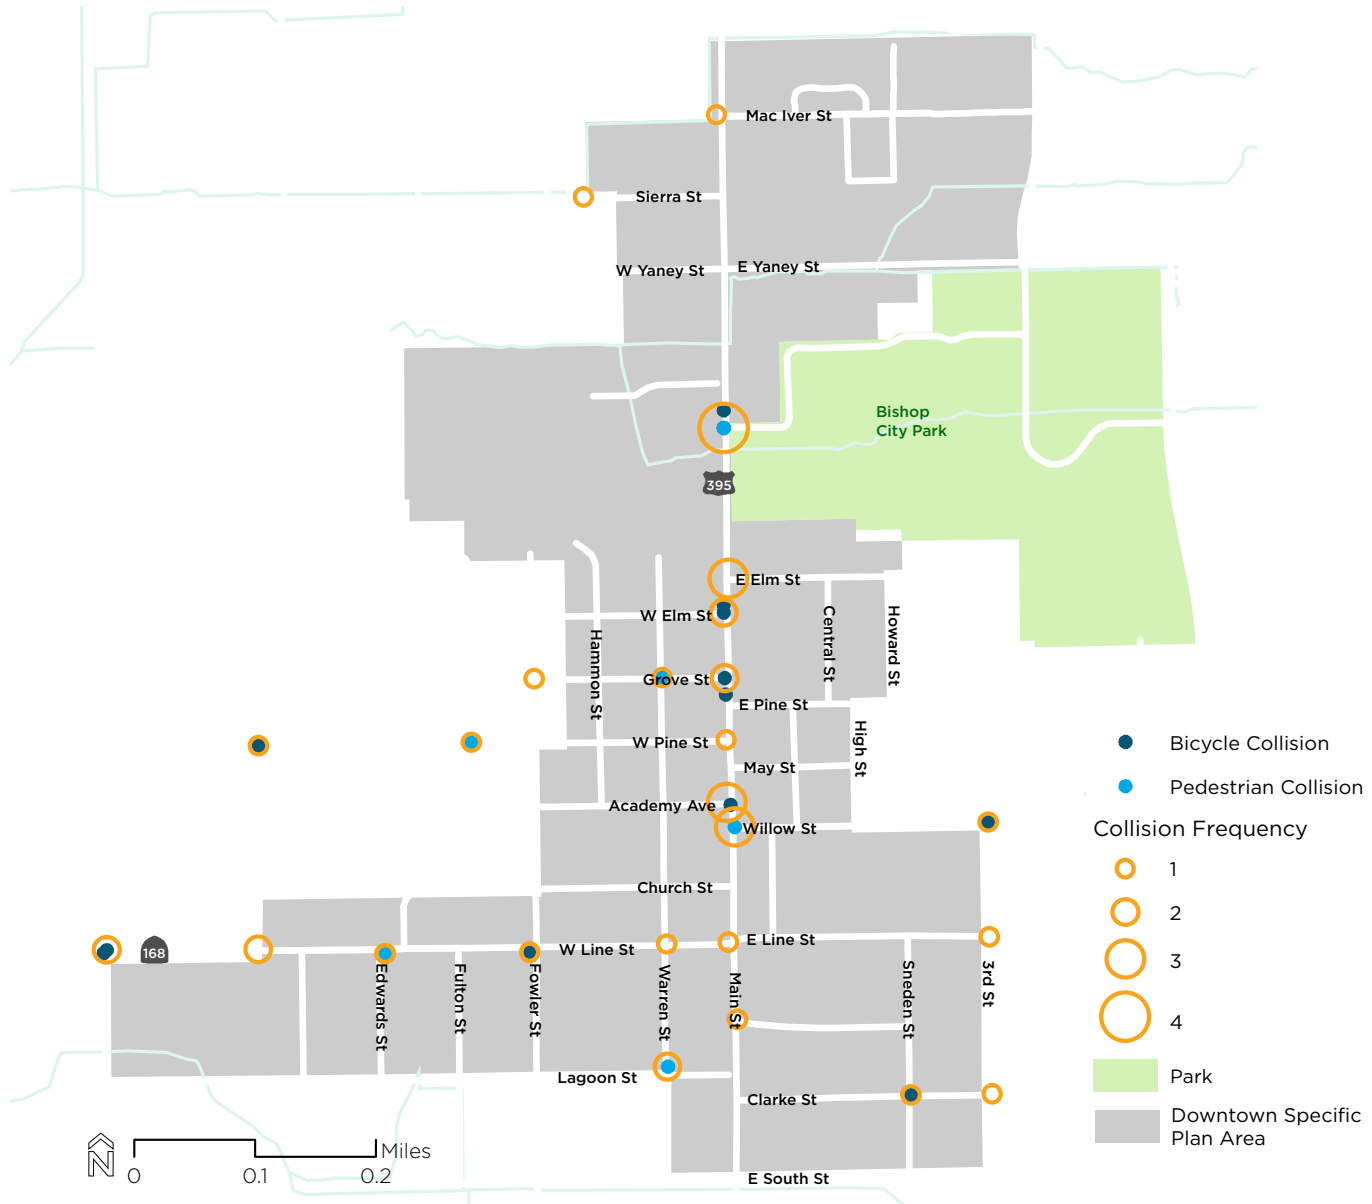 Mac Iver St
Sierra St
W Yaney St
E Yaney St
Bishop
City Park
395
E Elm St
W Elm St
Hammon St
Central St
Howard St
Grove St
E Pine St
W Pine St
High St
May St
Academy Ave
Willow St
Church St
168
W Line St
E Line St
Edwards St
Fulton St
Fowler St
Warren St
Main St
Sneden St
3rd St
Lagoon St
Clarke St
E South St
Bicycle Collision
Pedestrian Collision
Collision Frequency
1
2
3
4
Park
Downtown Specific
Plan Area
N
Miles
0
0.1
0.2